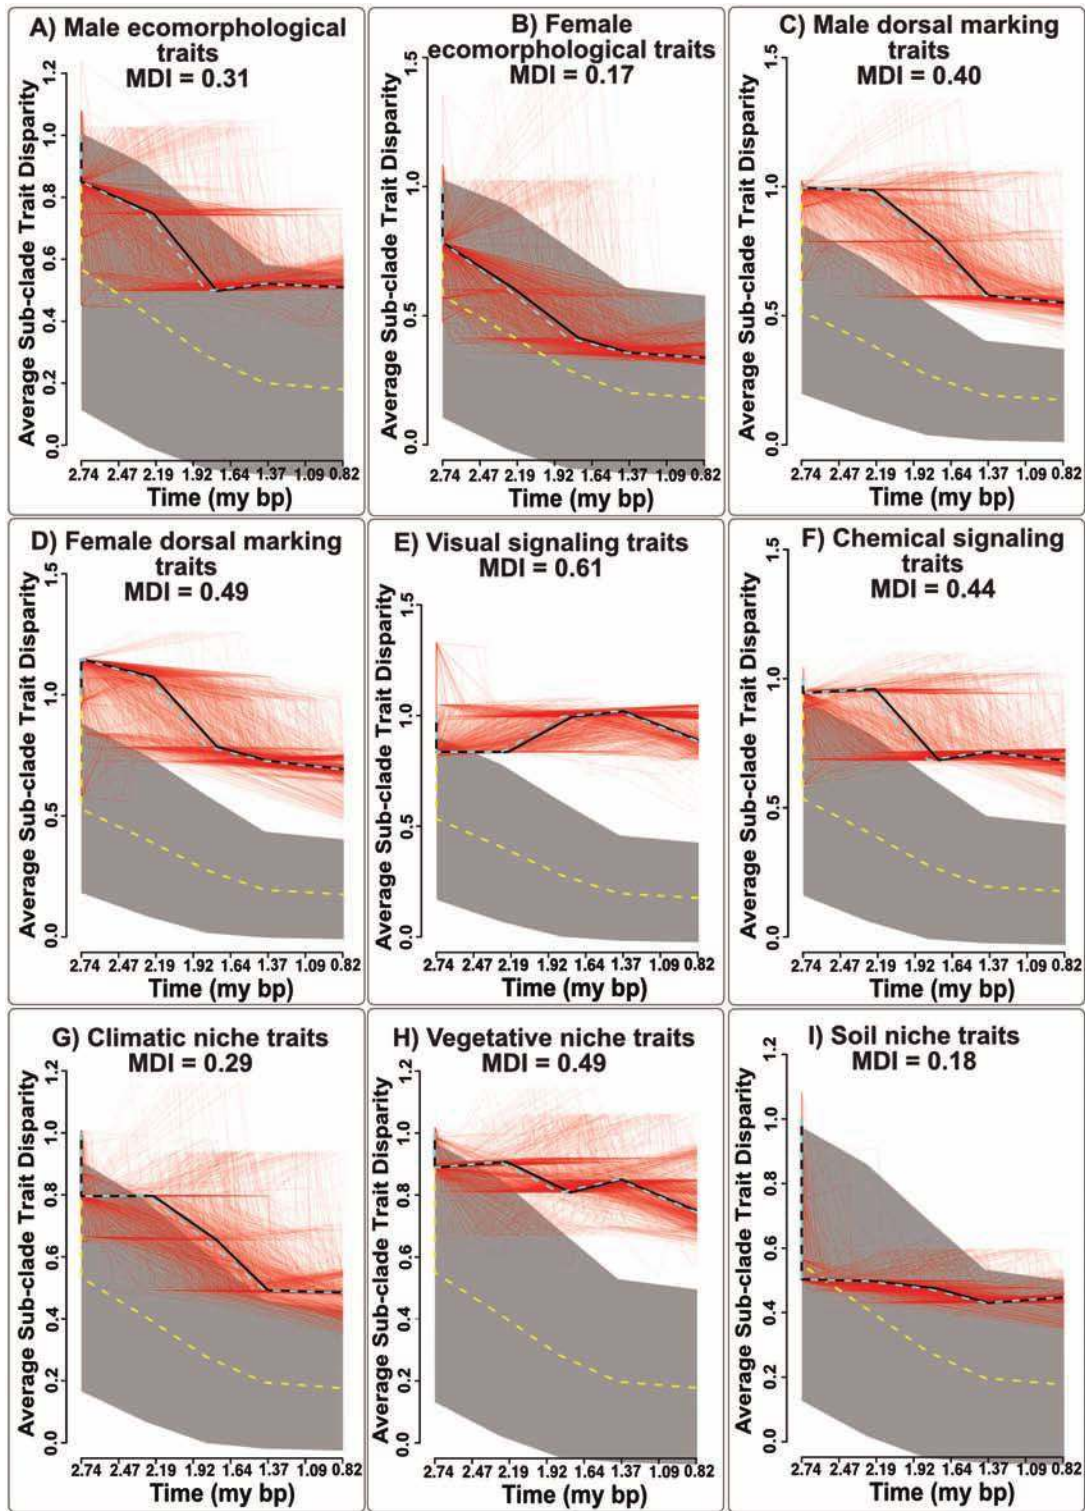 A) Male ecomorphological
traits
MDI = 0.31
Average Sub-clade Trait Disparity
1.2
1.0
0.8
0.6
0.4
0.2
0.0
2.74 2.47 2.19 1.92 1.64 1.37 1.09 0.82
Time (my bp)
B) Female
ecomorphological traits
MDI = 0.17
Average Sub-clade Trait Disparity
1.5
1.0
0.5
0.0
2.74 2.47 2.19 1.92 1.64 1.37 1.09 0.82
Time (my bp)
C) Male dorsal marking
traits
MDI = 0.40
Average Sub-clade Trait Disparity
1.5
1.0
0.5
0.0
2.74 2.47 2.19 1.92 1.64 1.37 1.09 0.82
Time (my bp)
D) Female dorsal marking
traits
MDI = 0.49
Average Sub-clade Trait Disparity
1.5
1.0
0.5
0.0
2.74 2.47 2.19 1.92 1.64 1.37 1.09 0.82
Time (my bp)
E) Visual signaling traits
MDI = 0.61
Average Sub-clade Trait Disparity
1.5
1.0
0.5
0.0
2.74 2.47 2.19 1.92 1.64 1.37 1.09 0.82
Time (my bp)
F) Chemical signaling
traits
MDI = 0.44
Average Sub-clade Trait Disparity
1.5
1.0
0.5
0.0
2.74 2.47 2.19 1.92 1.64 1.37 1.09 0.82
Time (my bp)
G) Climatic niche traits
MDI = 0.29
Average Sub-clade Trait Disparity
1.2
1.0
0.8
0.6
0.4
0.2
0.0
2.74 2.47 2.19 1.92 1.64 1.37 1.09 0.82
Time (my bp)
H) Vegetative niche traits
MDI = 0.49
Average Sub-clade Trait Disparity
1.2
1.0
0.8
0.6
0.4
0.2
0.0
2.74 2.47 2.19 1.92 1.64 1.37 1.09 0.82
Time (my bp)
I) Soil niche traits
MDI = 0.18
Average Sub-clade Trait Disparity
1.2
1.0
0.8
0.6
0.4
0.2
0.0
2.74 2.47 2.19 1.92 1.64 1.37 1.09 0.82
Time (my bp)